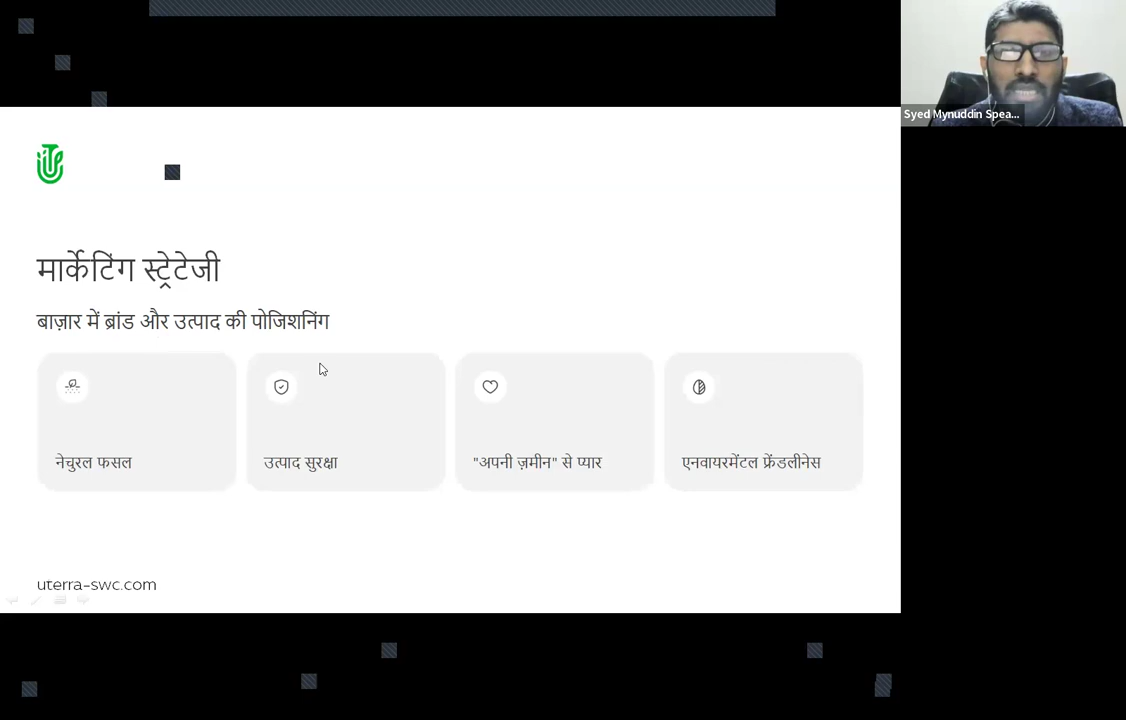 Syed Mynuddin Spea...
मार्केटिंग स्ट्रेटेजी
बाज़ार में ब्रांड और उत्पाद की पोजिशनिंग
नेचुरल फसल
उत्पाद सुरक्षा
"अपनी ज़मीन" से प्यार
एनवायरमेंटल फ्रेंडलीनेस
uterra-swc.com